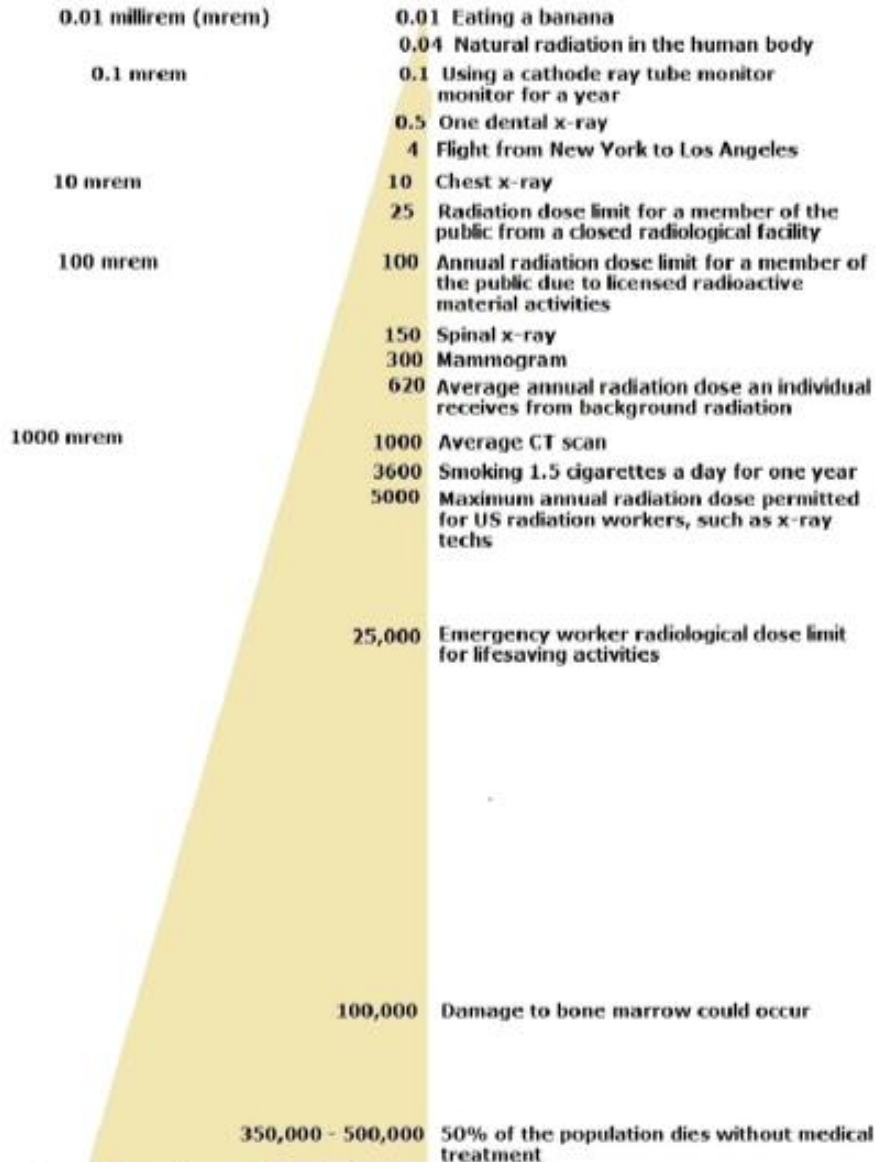 0.01 millirem (mrem) 0.01 Eating a banana
0.04 Natural radiation in the human body
0.1 mrem 0.1 Using a cathode ray tube monitor
monitor for a year
0.5 One dental x-ray
4 Flight from New York to Los Angeles
10 mrem 10 Chest x-ray
25 Radiation dose limit for a member of the
public from a closed radiological facility
100 mrem 100 Annual radiation dose limit for a member of
the public due to licensed radioactive
material activities
150 Spinal x-ray
300 Mammogram
620 Average annual radiation dose an individual
receives from background radiation
1000 mrem 1000 Average CT scan
3600 Smoking 1.5 cigarettes a day for one year
5000 Maximum annual radiation dose permitted
for US radiation workers, such as x-ray
techs
25,000 Emergency worker radiological dose limit
for lifesaving activities
100,000 Damage to bone marrow could occur
350,000 - 500,000 50% of the population dies without medical
treatment